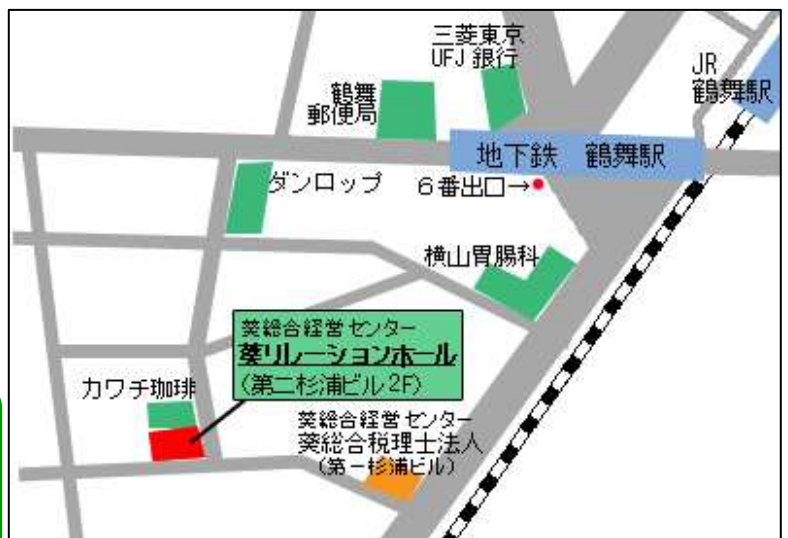 三菱東京
UFJ 銀行
JR
鶴舞駅
鶴舞
郵便局
地下鉄 鶴舞駅
ダンロップ
6番出口→
横山胃腸科
葵総合経営センター
葵リレーションホール
(第二杉浦ビル 2F)
カワチ珈琲
葵総合経営センター
葵総合税理士法人
(第一杉浦ビル)